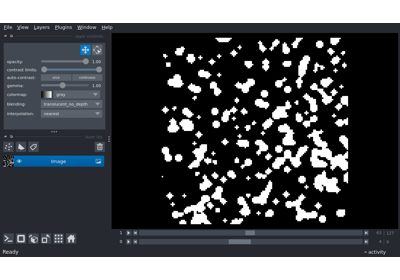 File View Layers Plugins Window Help
opacity: 1.00
contrast limits:
auto-contrast: once continuous
gamma: 1.00
colormap: gray
blending: translucent_no_depth
interpolation: nearest
Image
1
0
Ready
activity